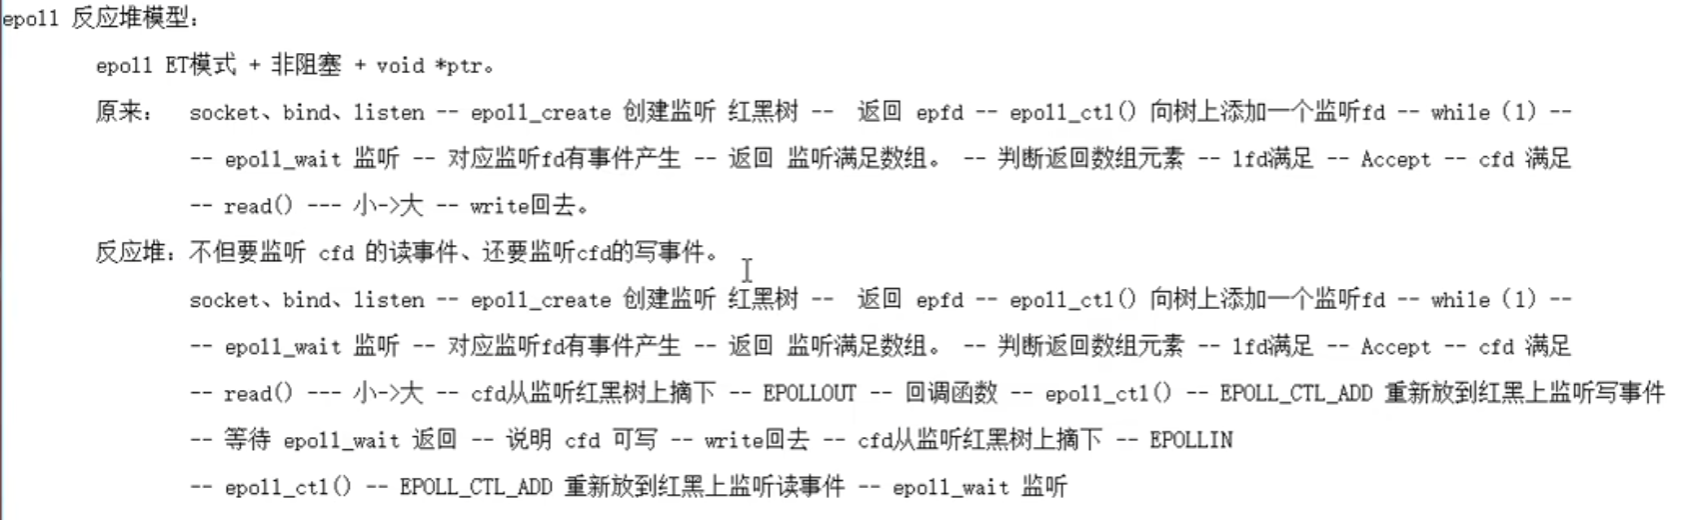 epoll 反应堆模型：
epoll ET模式 + 非阻塞 + void *ptr。
原来： socket、bind、listen -- epoll_create 创建监听 红黑树 -- 返回 epfd -- epoll_ctl() 向树上添加一个监听fd -- while（1）--
-- epoll_wait 监听 -- 对应监听fd有事件产生 -- 返回 监听满足数组。 -- 判断返回数组元素 -- lfd满足 -- Accept -- cfd 满足
-- read() --- 小->大 -- write回去。
反应堆：不但要监听 cfd 的读事件、还要监听cfd的写事件。
socket、bind、listen -- epoll_create 创建监听 红黑树 -- 返回 epfd -- epoll_ctl() 向树上添加一个监听fd -- while（1）--
-- epoll_wait 监听 -- 对应监听fd有事件产生 -- 返回 监听满足数组。 -- 判断返回数组元素 -- lfd满足 -- Accept -- cfd 满足
-- read() --- 小->大 -- cfd从监听红黑树上摘下 -- EPOLLOUT -- 回调函数 -- epoll_ctl() -- EPOLL_CTL_ADD 重新放到红黑上监听写事件
-- 等待 epoll_wait 返回 -- 说明 cfd 可写 -- write回去 -- cfd从监听红黑树上摘下 -- EPOLLIN
-- epoll_ctl() -- EPOLL_CTL_ADD 重新放到红黑上监听读事件 -- epoll_wait 监听